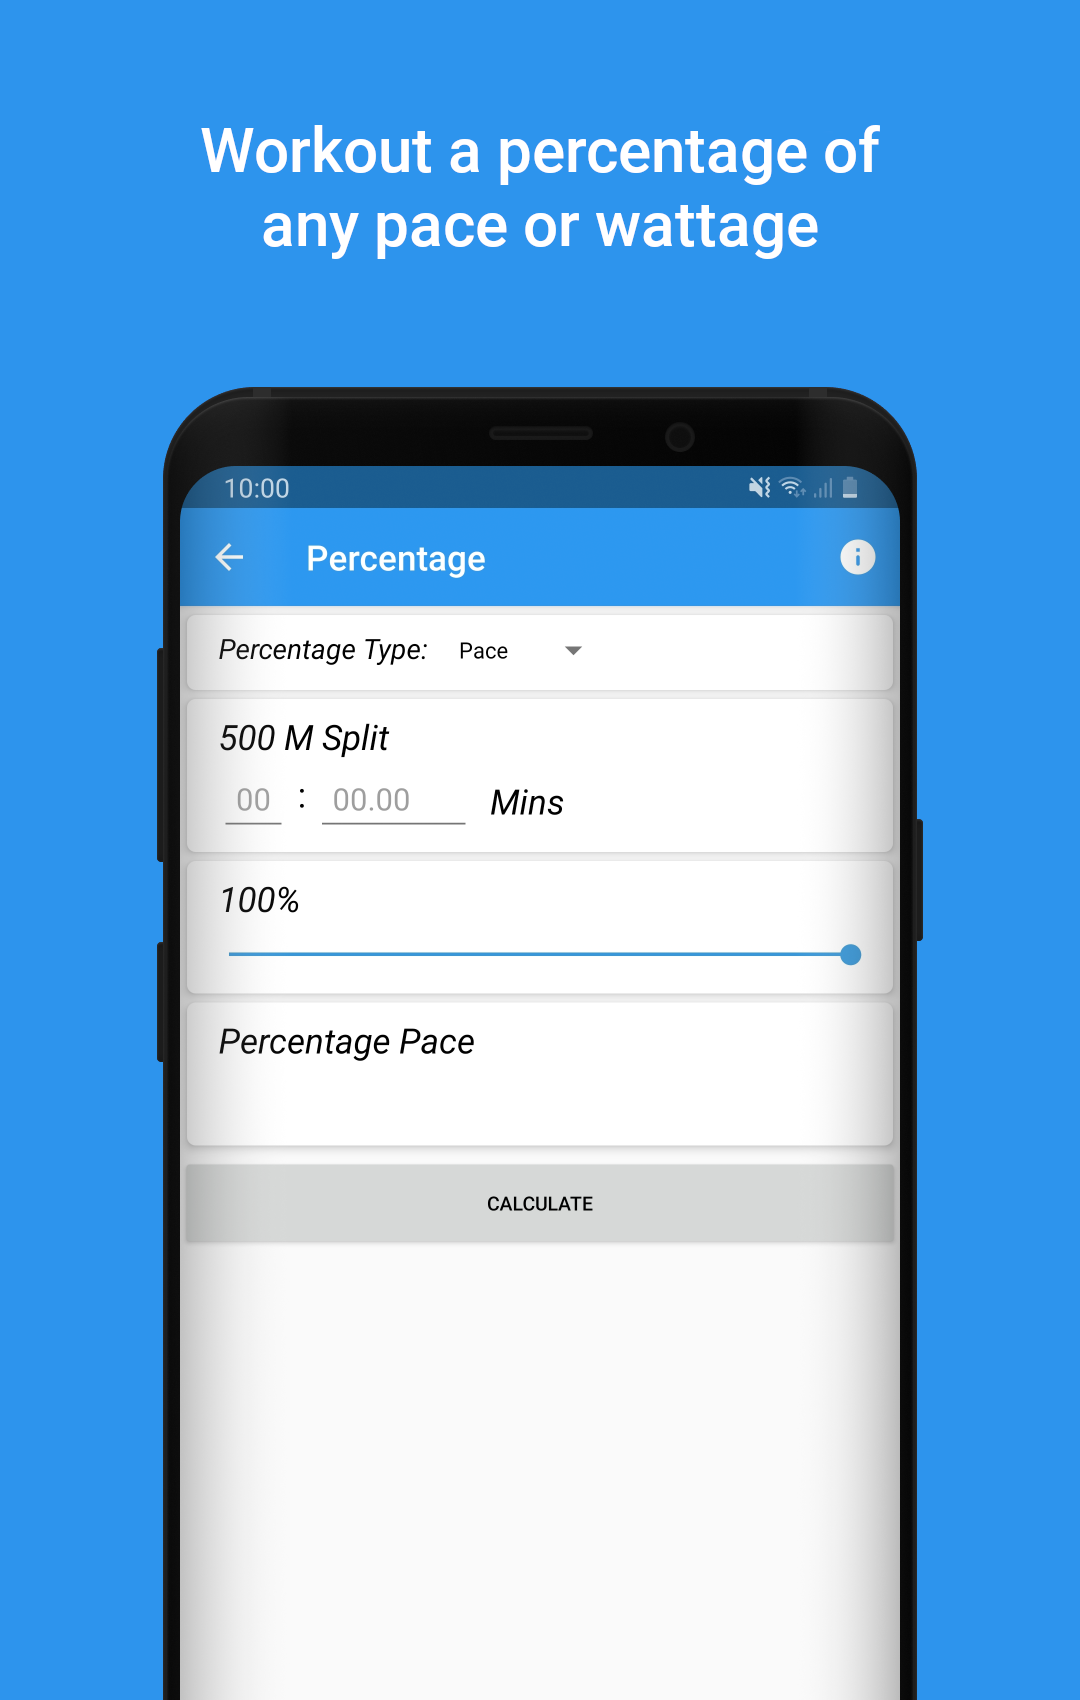 Workout a percentage of
any pace or wattage
10:00
Percentage
Percentage Type: Pace
500 M Split
00 : 00.00 Mins
100%
Percentage Pace
CALCULATE